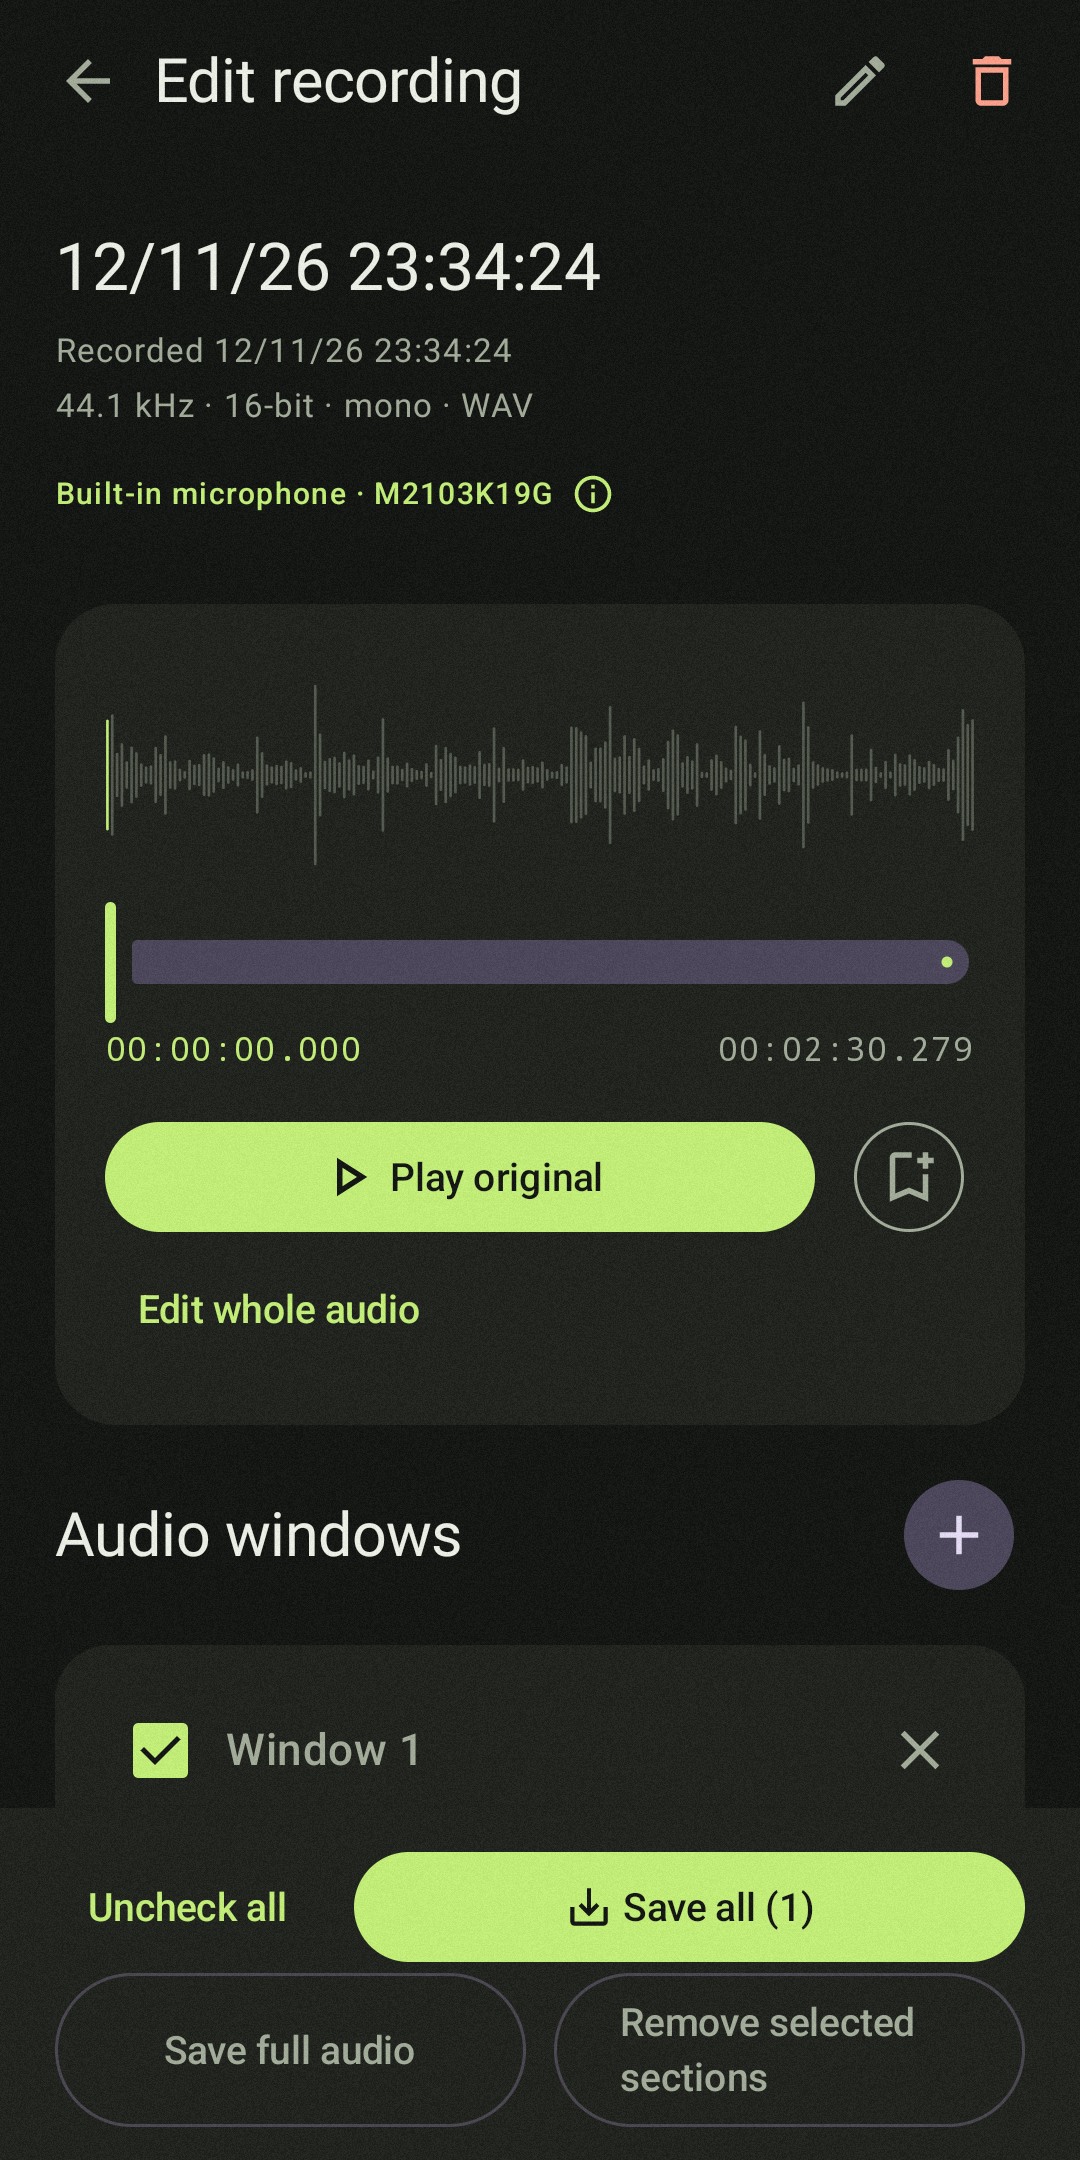 Edit recording
12/11/26 23:34:24
Recorded 12/11/26 23:34:24
44.1 kHz · 16-bit · mono · WAV
Built-in microphone · M2103K19G
00:00:00.000
00:02:30.279
Play original
Edit whole audio
Audio windows
Window 1
Uncheck all
Save all (1)
Save full audio
Remove selected
sections